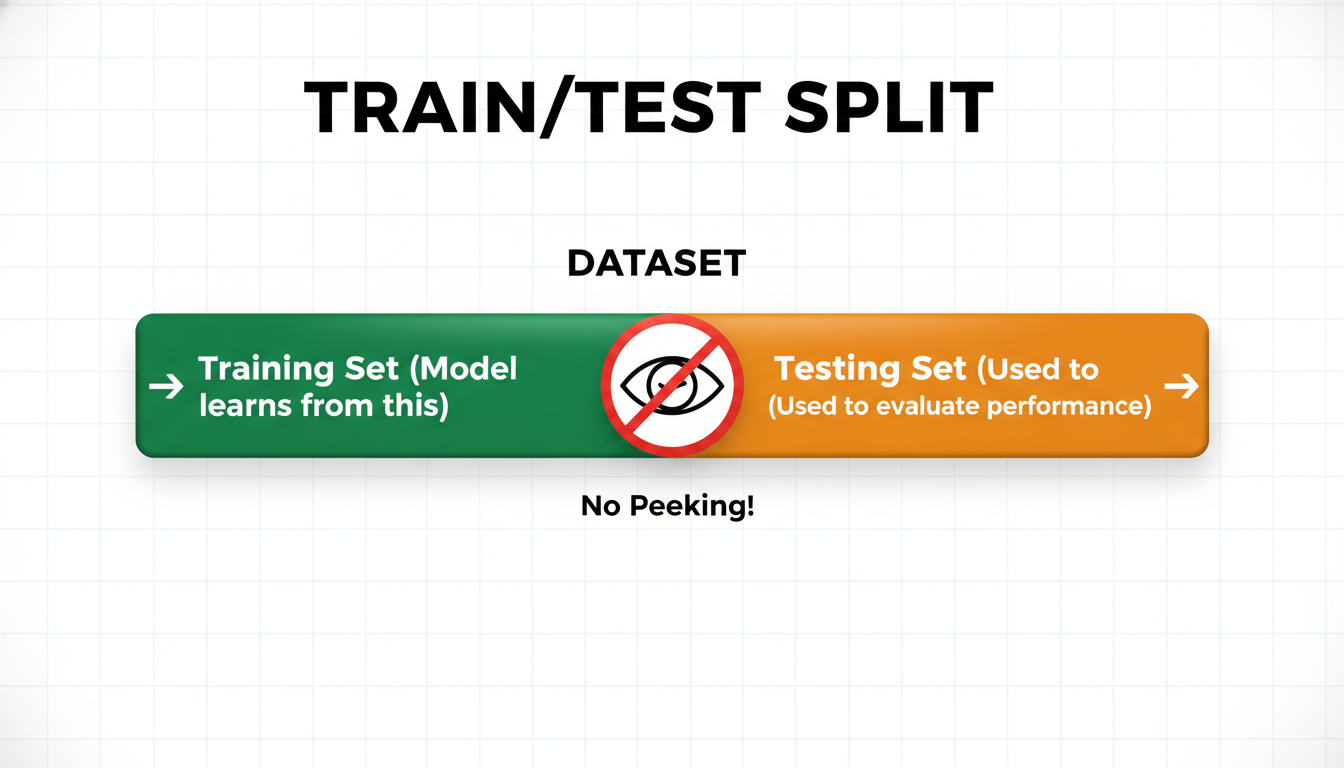 TRAIN/TEST SPLIT
DATASET
→ Training Set (Model
learns from this)
Testing Set (Used to →
(Used to evaluate performance)
No Peeking!